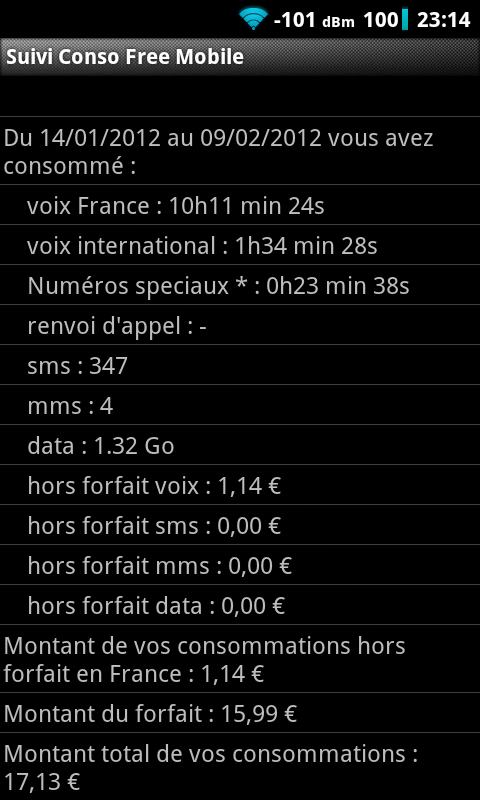 -101 dBm 100 23:14
Suivi Conso Free Mobile
Du 14/01/2012 au 09/02/2012 vous avez
consommé :
voix France : 10h11 min 24s
voix international : 1h34 min 28s
Numéros speciaux * : 0h23 min 38s
renvoi d'appel : -
sms : 347
mms : 4
data : 1.32 Go
hors forfait voix : 1,14 €
hors forfait sms : 0,00 €
hors forfait mms : 0,00 €
hors forfait data : 0,00 €
Montant de vos consommations hors
forfait en France : 1,14 €
Montant du forfait : 15,99 €
Montant total de vos consommations :
17,13 €